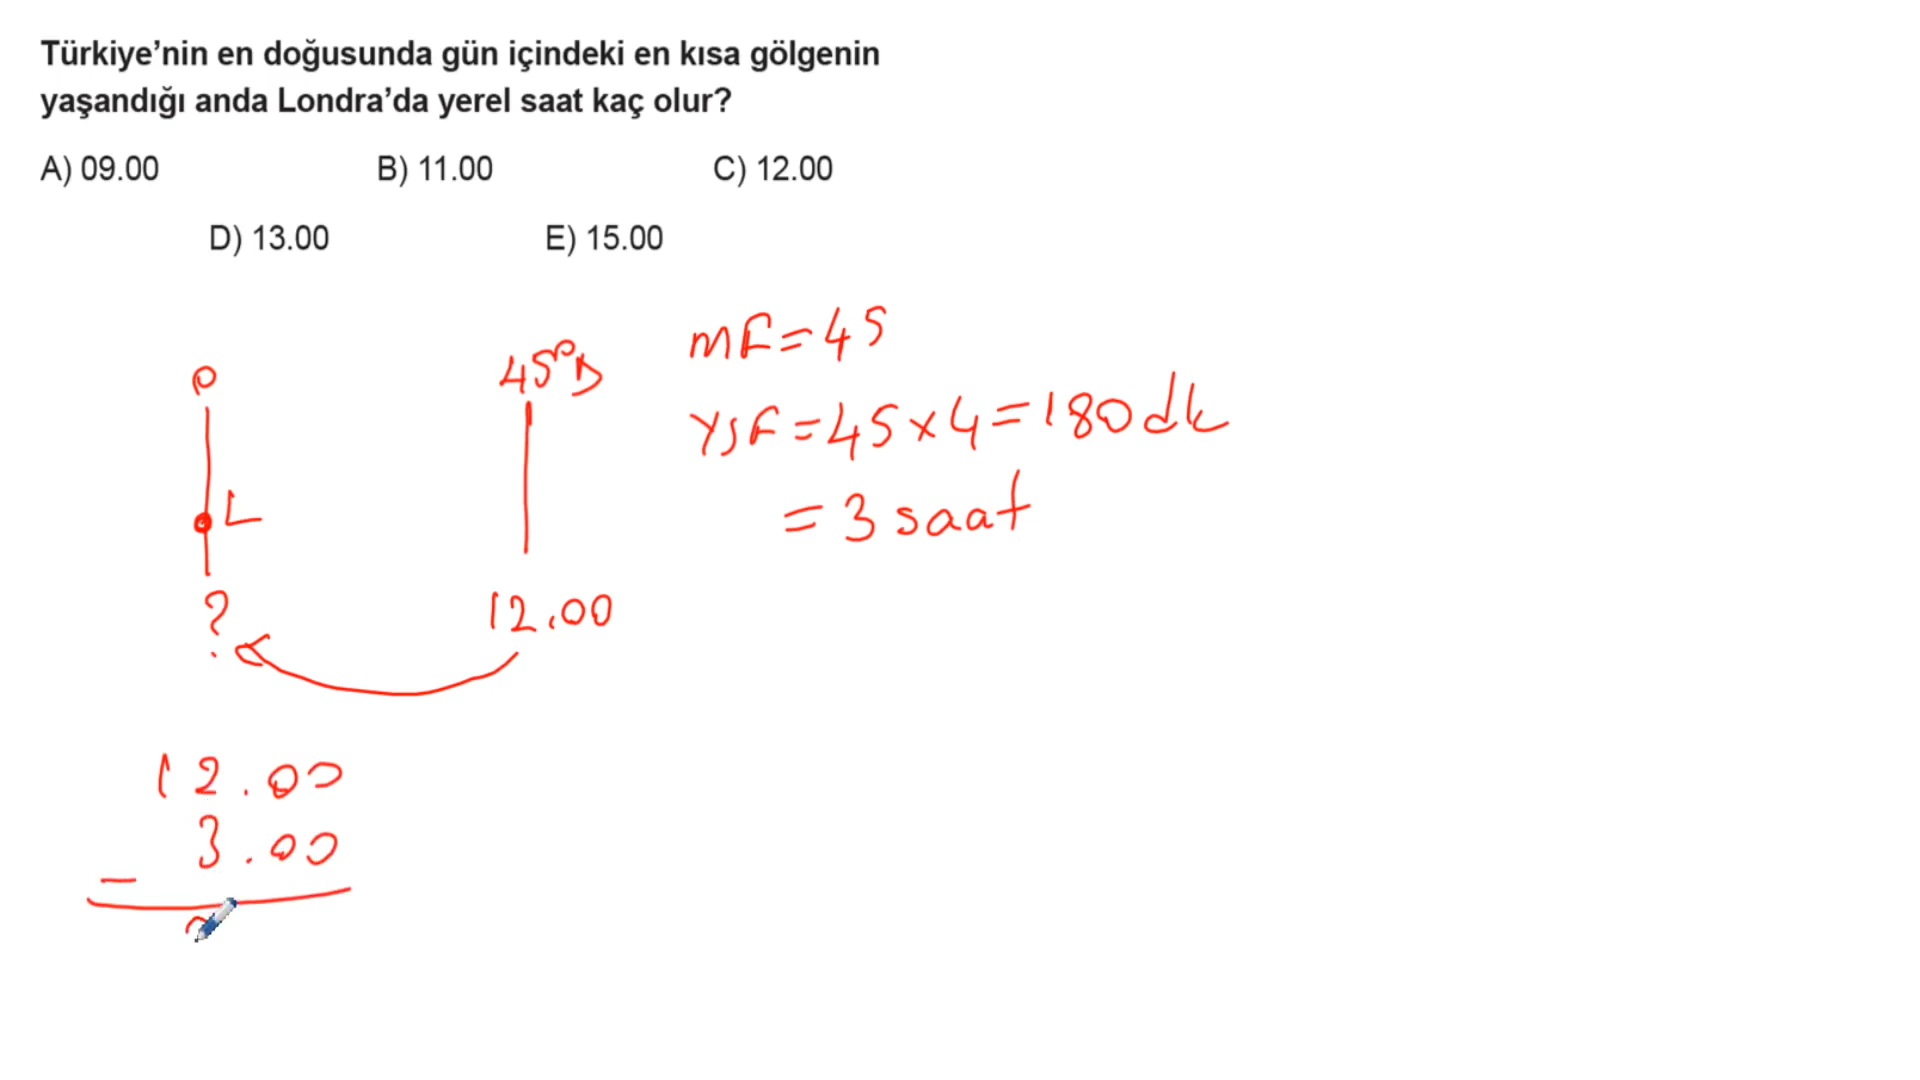 Türkiye’nin en doğusunda gün içindeki en kısa gölgenin
yaşandığı anda Londra’da yerel saat kaç olur?
A) 09.00 B) 11.00 C) 12.00
D) 13.00 E) 15.00
0 45°D
L
? 12.00
MF=45
YSF=45x4=180dk
=3 saat
12.00
3.00
–